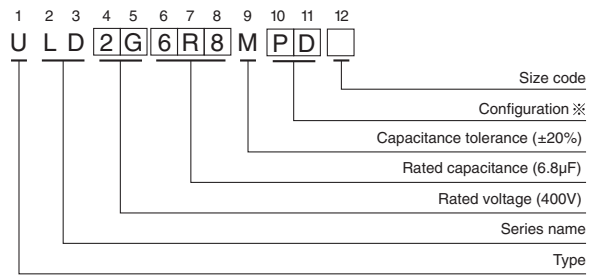 1 2 3 4 5 6 7 8 9 10 11 12
U L D 2 G 6 R 8 M P D
Size code
Configuration ※
Capacitance tolerance (±20%)
Rated capacitance (6.8µF)
Rated voltage (400V)
Series name
Type